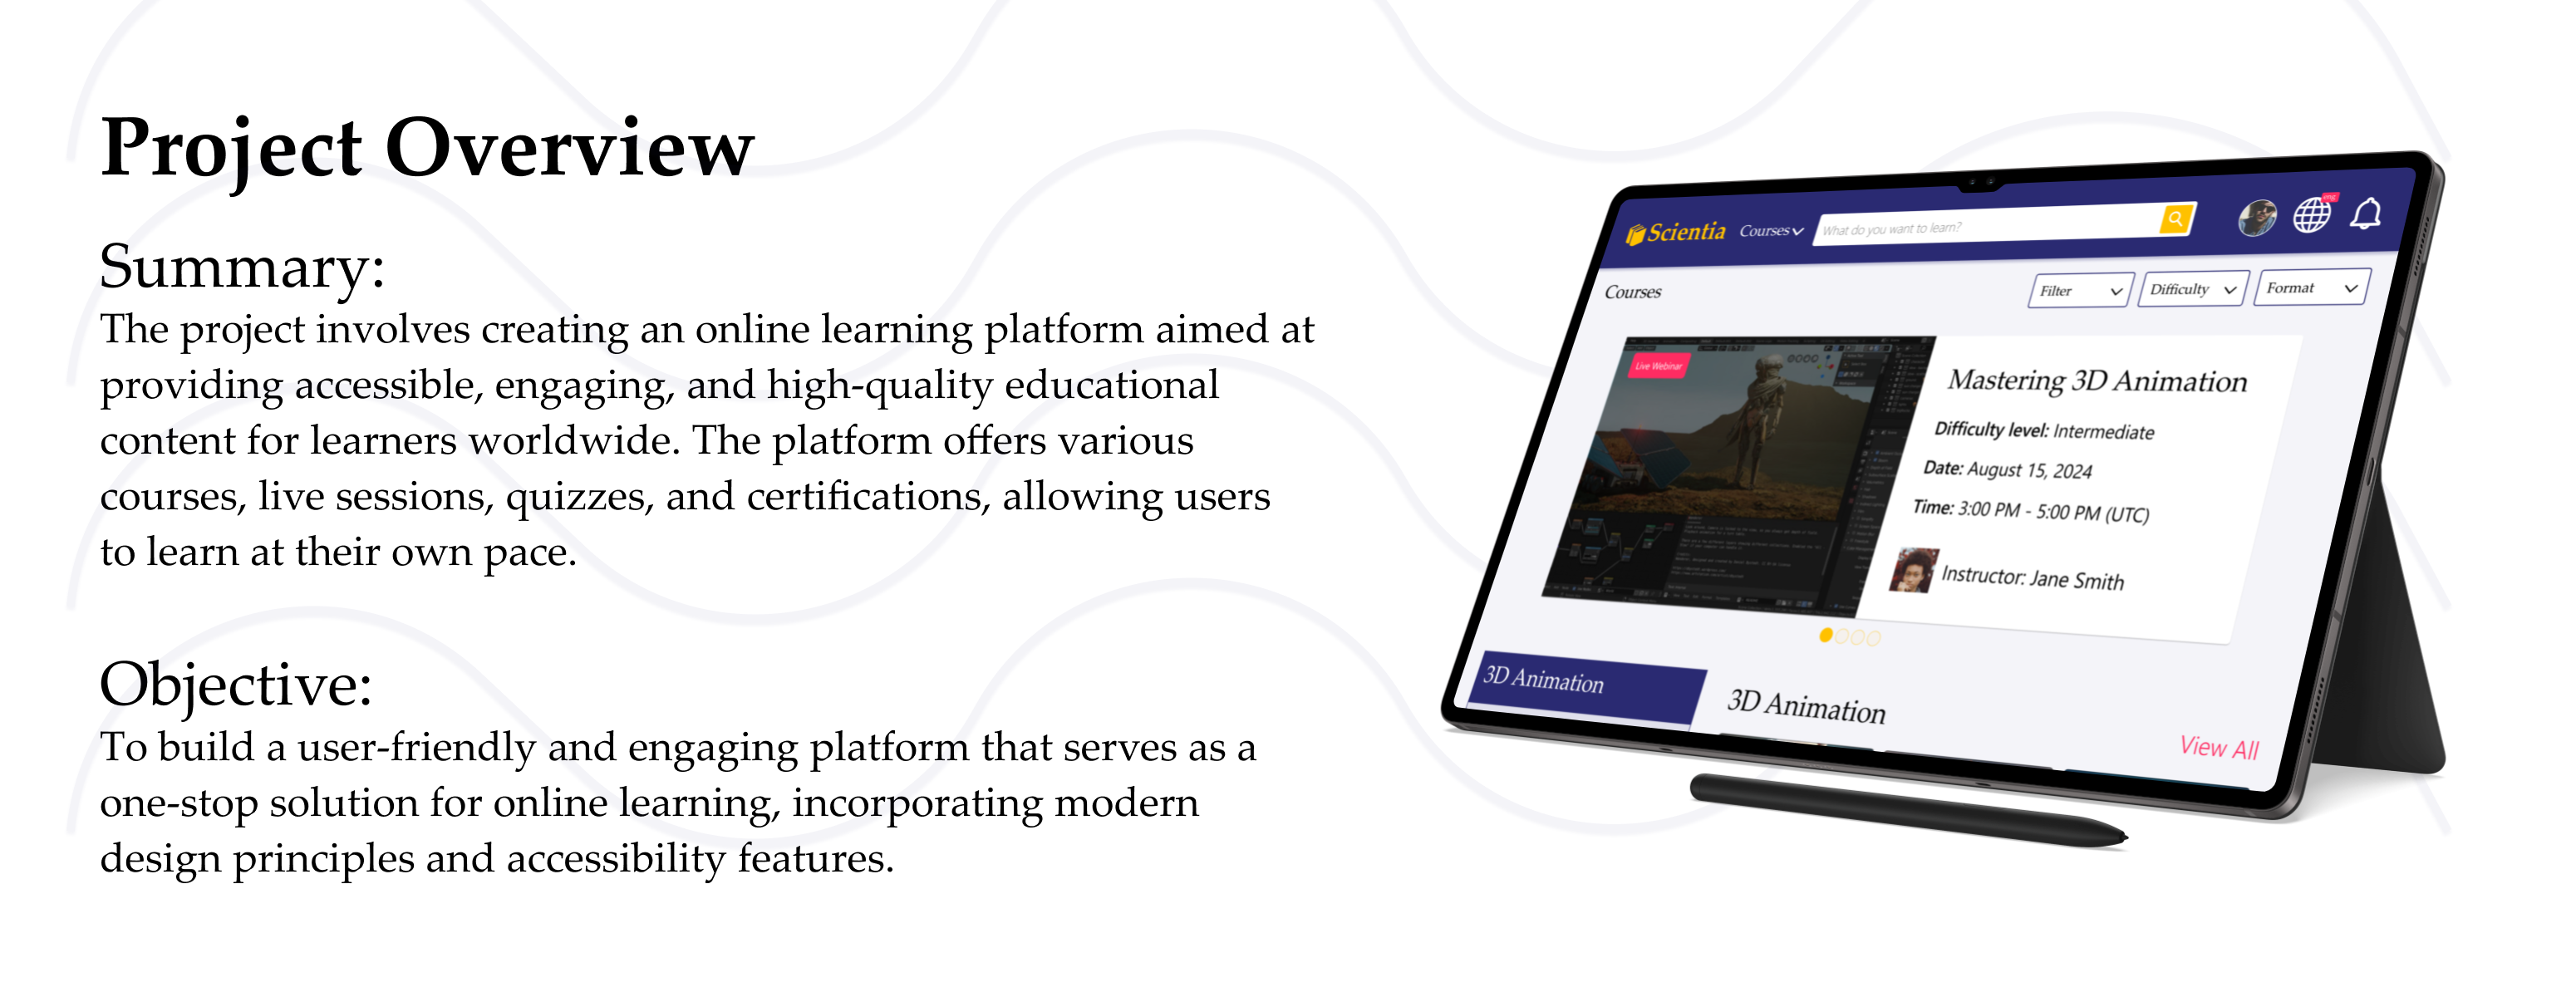 Project Overview
Summary:
The project involves creating an online learning platform aimed at
providing accessible, engaging, and high-quality educational
content for learners worldwide. The platform offers various
courses, live sessions, quizzes, and certifications, allowing users
to learn at their own pace.
Objective:
To build a user-friendly and engaging platform that serves as a
one-stop solution for online learning, incorporating modern
design principles and accessibility features.
Scientia Courses What do you want to learn?
Courses
Filter Difficulty Format
Live Webinar
Mastering 3D Animation
Difficulty level: Intermediate
Date: August 15, 2024
Time: 3:00 PM - 5:00 PM (UTC)
Instructor: Jane Smith
3D Animation
3D Animation
View All